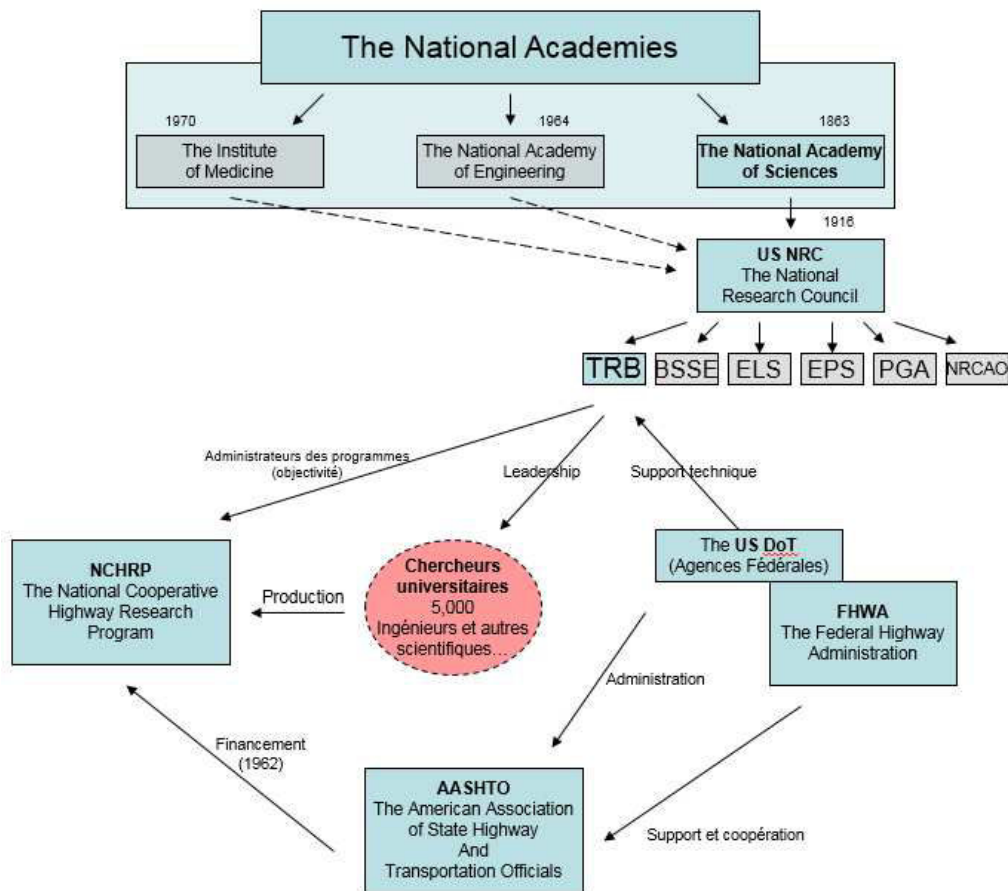 The National Academies
1970
1964
1863
The Institute
of Medicine
The National Academy
of Engineering
The National Academy
of Sciences
1916
US NRC
The National
Research Council
TRB
BSSE
ELS
EPS
PGA
NRCAO
Administrateurs des programmes
(objectivité)
Leadership
Support technique
NCHRP
The National Cooperative
Highway Research
Program
Production
Chercheurs
universitaires
5,000
Ingénieurs et autres
scientifiques…
The US DoT
(Agences Fédérales)
FHWA
The Federal Highway
Administration
Administration
Financement
(1962)
AASHTO
The American Association
of State Highway
And
Transportation Officials
Support et coopération